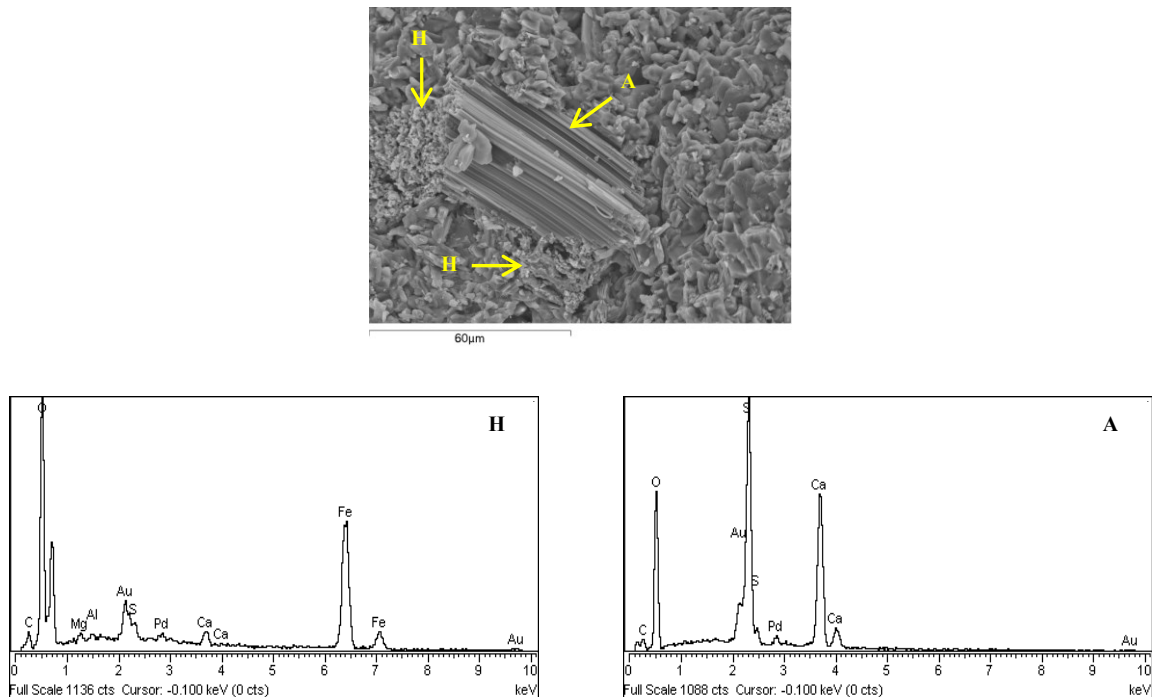 H
A
H
60µm
H
O
Fe
Au
S
C
Mg
Al
Pd
Ca
Ca
Fe
Au
0 1 2 3 4 5 6 7 8 9 10
Full Scale 1136 cts Cursor: -0.100 keV (0 cts) keV
A
S
O
Ca
Au
S
C
Pd
Ca
Au
1 2 3 4 5 6 7 8 9 10
Full Scale 1088 cts Cursor: -0.100 keV (0 cts) keV